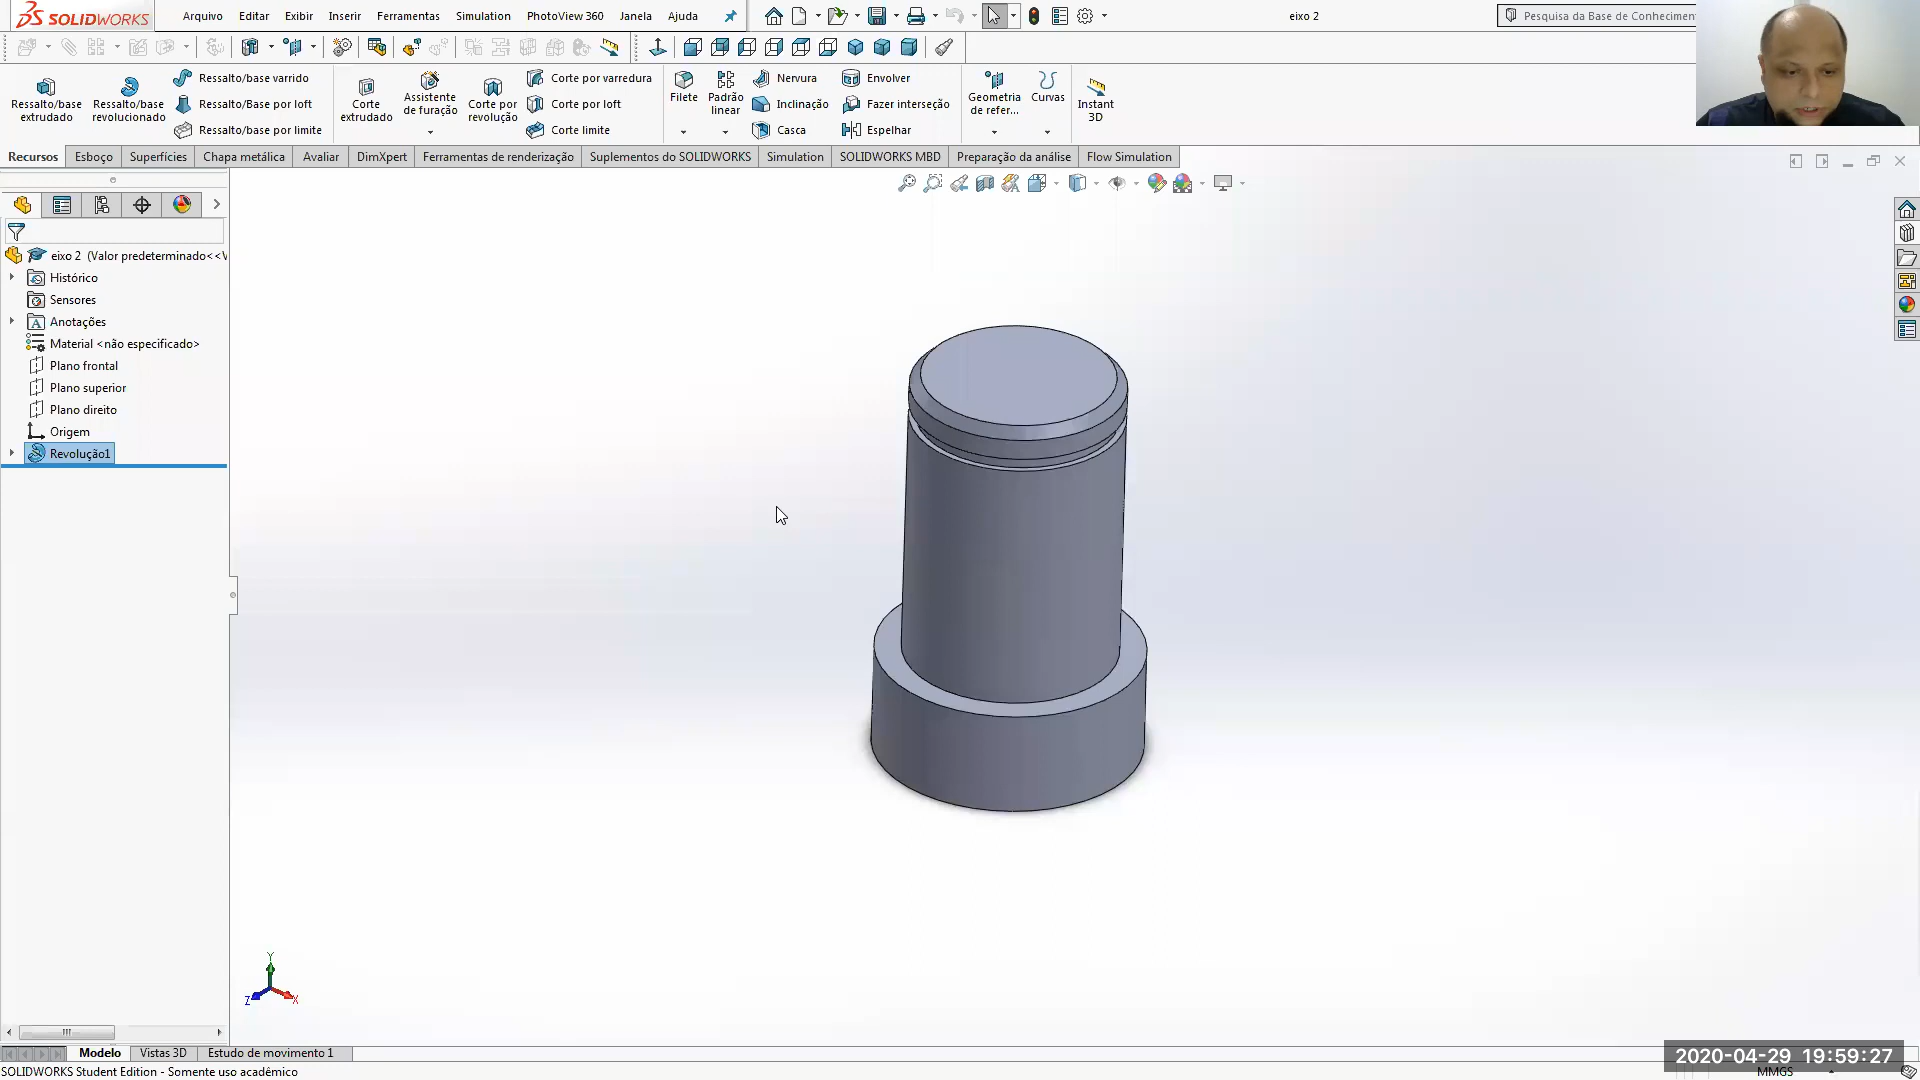 SOLIDWORKS Arquivo Editar Exibir Inserir Ferramentas Simulation PhotoView 360 Janela Ajuda eixo 2 Pesquisa da Base de Conheciment
Ressalto/base extrudado
Ressalto/base revolucionado
Ressalto/base varrido
Ressalto/Base por loft
Ressalto/base por limite
Corte extrudado
Assistente de furação
Corte por revolução
Corte por varredura
Corte por loft
Corte limite
Filete
Padrão linear
Nervura
Inclinação
Casca
Envolver
Fazer interseção
Espelhar
Geometria de refer...
Curvas
Instant 3D
Recursos Esboço Superfícies Chapa metálica Avaliar DimXpert Ferramentas de renderização Suplementos do SOLIDWORKS Simulation SOLIDWORKS MBD Preparação da análise Flow Simulation
eixo 2 (Valor predeterminado<<V
Histórico
Sensores
A Anotações
Material <não especificado>
Plano frontal
Plano superior
Plano direito
Origem
Revolução1
Y
Z X
Modelo Vistas 3D Estudo de movimento 1
2020-04-29 19:59:27
SOLIDWORKS Student Edition - Somente uso acadêmico MMGS